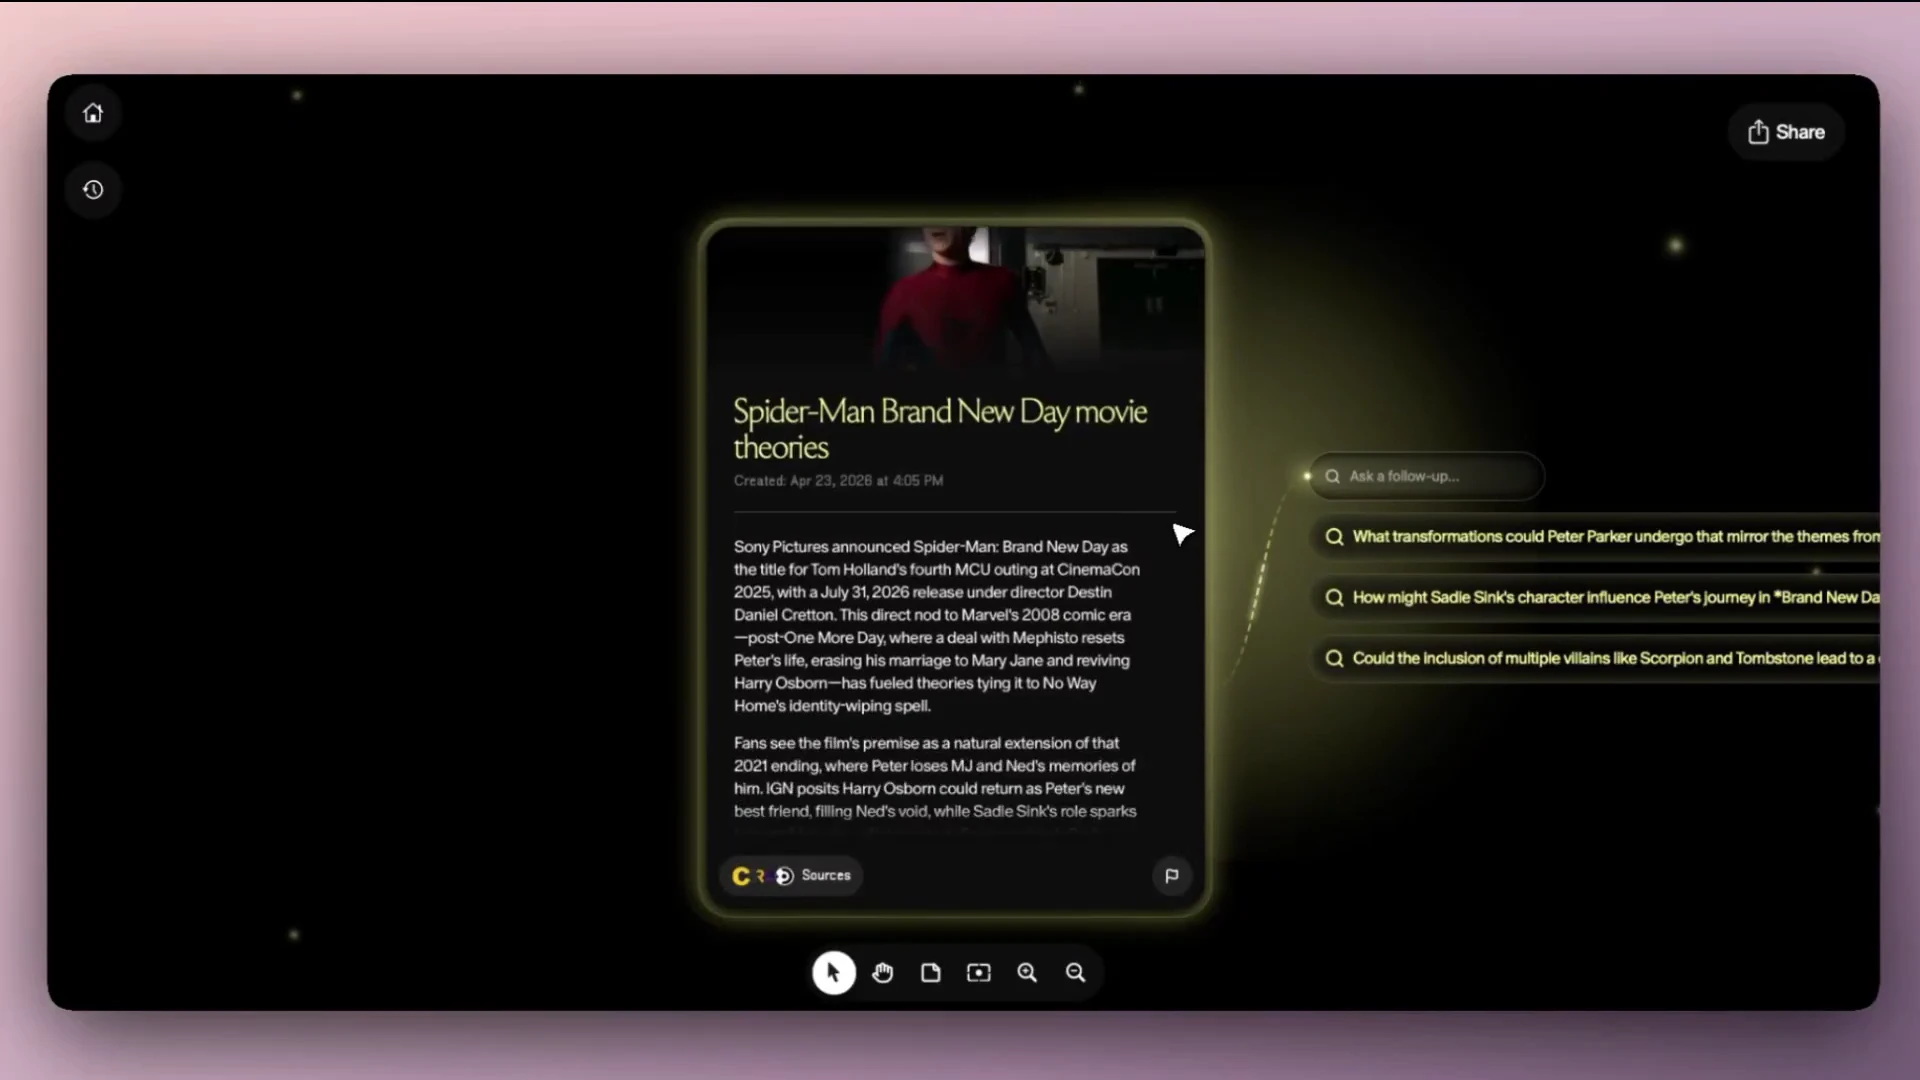 Share
Spider-Man Brand New Day movie
theories
Created: Apr 23, 2026 at 4:05 PM
Sony Pictures announced Spider-Man: Brand New Day as
the title for Tom Holland's fourth MCU outing at CinemaCon
2025, with a July 31, 2026 release under director Destin
Daniel Cretton. This direct nod to Marvel's 2008 comic era
—post-One More Day, where a deal with Mephisto resets
Peter's life, erasing his marriage to Mary Jane and reviving
Harry Osborn—has fueled theories tying it to No Way
Home's identity-wiping spell.
Fans see the film's premise as a natural extension of that
2021 ending, where Peter loses MJ and Ned's memories of
him. IGN posits Harry Osborn could return as Peter's new
best friend, filling Ned's void, while Sadie Sink's role sparks
Sources
Ask a follow-up...
What transformations could Peter Parker undergo that mirror the themes from
How might Sadie Sink's character influence Peter's journey in *Brand New Da
Could the inclusion of multiple villains like Scorpion and Tombstone lead to a